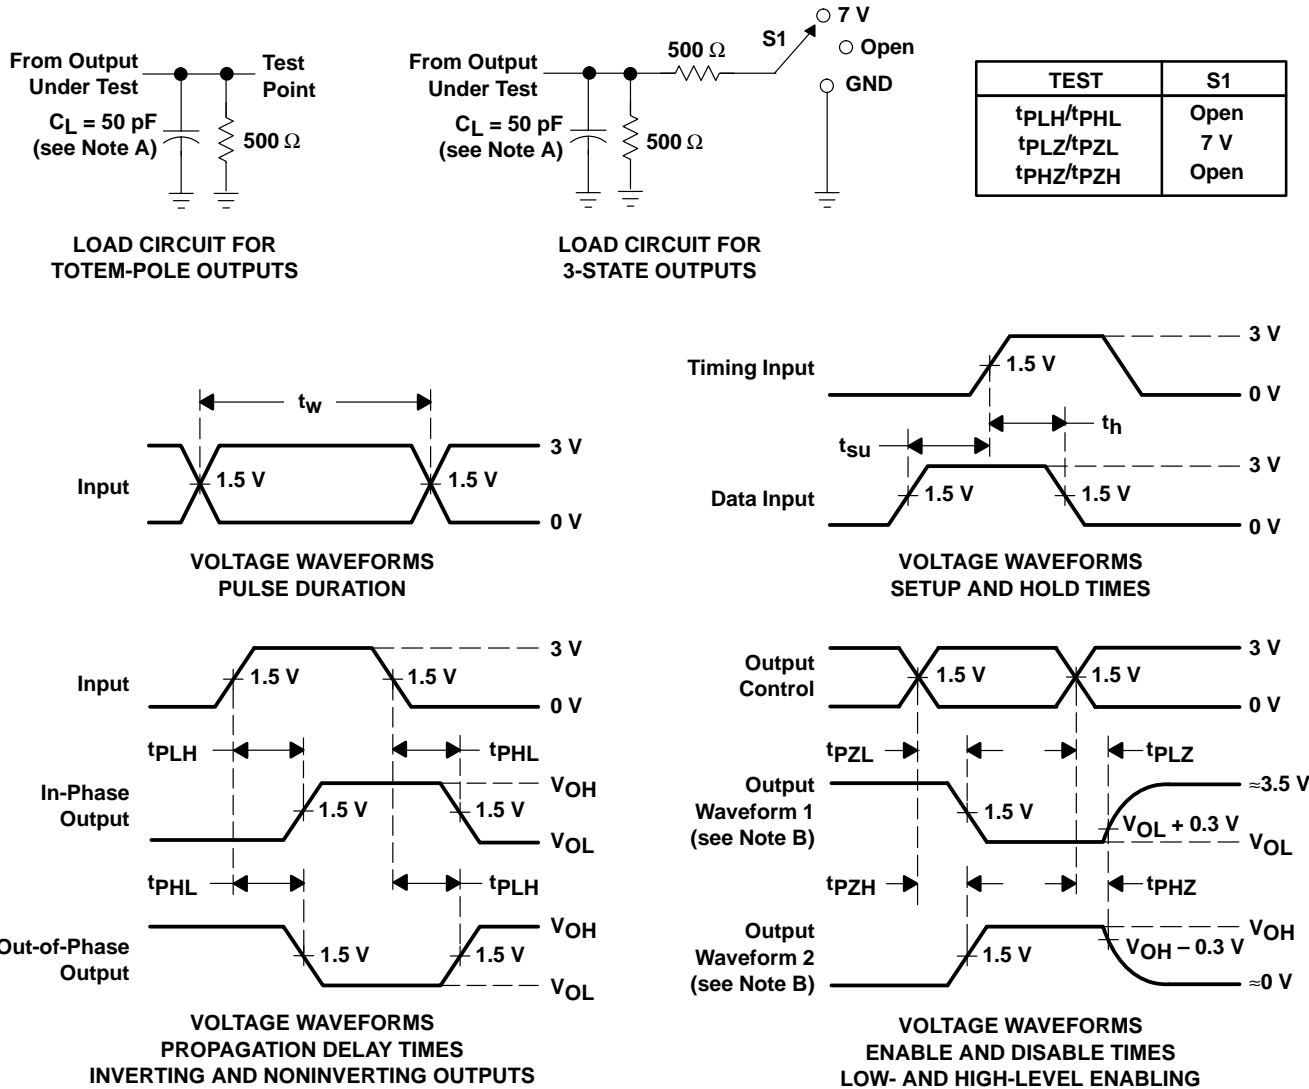 From Output
Under Test
Test
Point
CL = 50 pF
(see Note A)
500 Ω
LOAD CIRCUIT FOR
TOTEM-POLE OUTPUTS
From Output
Under Test
500 Ω
S1
7 V
Open
GND
CL = 50 pF
(see Note A)
500 Ω
LOAD CIRCUIT FOR
3-STATE OUTPUTS
TEST S1
tPLH/tPHL Open
tPLZ/tPZL 7 V
tPHZ/tPZH Open
tw
Input
1.5 V
1.5 V
3 V
0 V
VOLTAGE WAVEFORMS
PULSE DURATION
Timing Input
1.5 V
3 V
0 V
tsu
th
Data Input
1.5 V
1.5 V
3 V
0 V
VOLTAGE WAVEFORMS
SETUP AND HOLD TIMES
Input
1.5 V
1.5 V
3 V
0 V
tPLH
tPHL
In-Phase
Output
1.5 V
1.5 V
VOH
VOL
tPHL
tPLH
Out-of-Phase
Output
1.5 V
1.5 V
VOH
VOL
VOLTAGE WAVEFORMS
PROPAGATION DELAY TIMES
INVERTING AND NONINVERTING OUTPUTS
Output
Control
1.5 V
1.5 V
3 V
0 V
tPZL
tPLZ
Output
Waveform 1
(see Note B)
1.5 V
VOL + 0.3 V
≈3.5 V
VOL
tPZH
tPHZ
Output
Waveform 2
(see Note B)
1.5 V
VOH − 0.3 V
VOH
≈0 V
VOLTAGE WAVEFORMS
ENABLE AND DISABLE TIMES
LOW- AND HIGH-LEVEL ENABLING